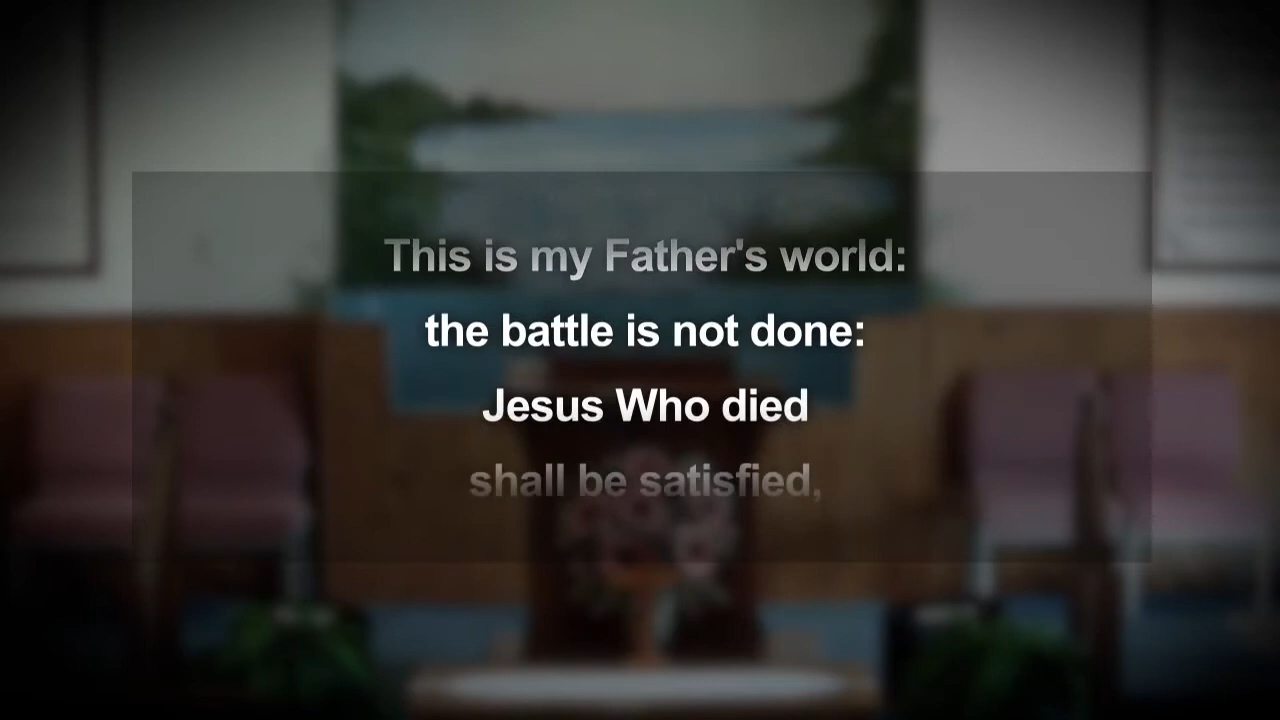 This is my Father's world:
the battle is not done:
Jesus Who died
shall be satisfied,